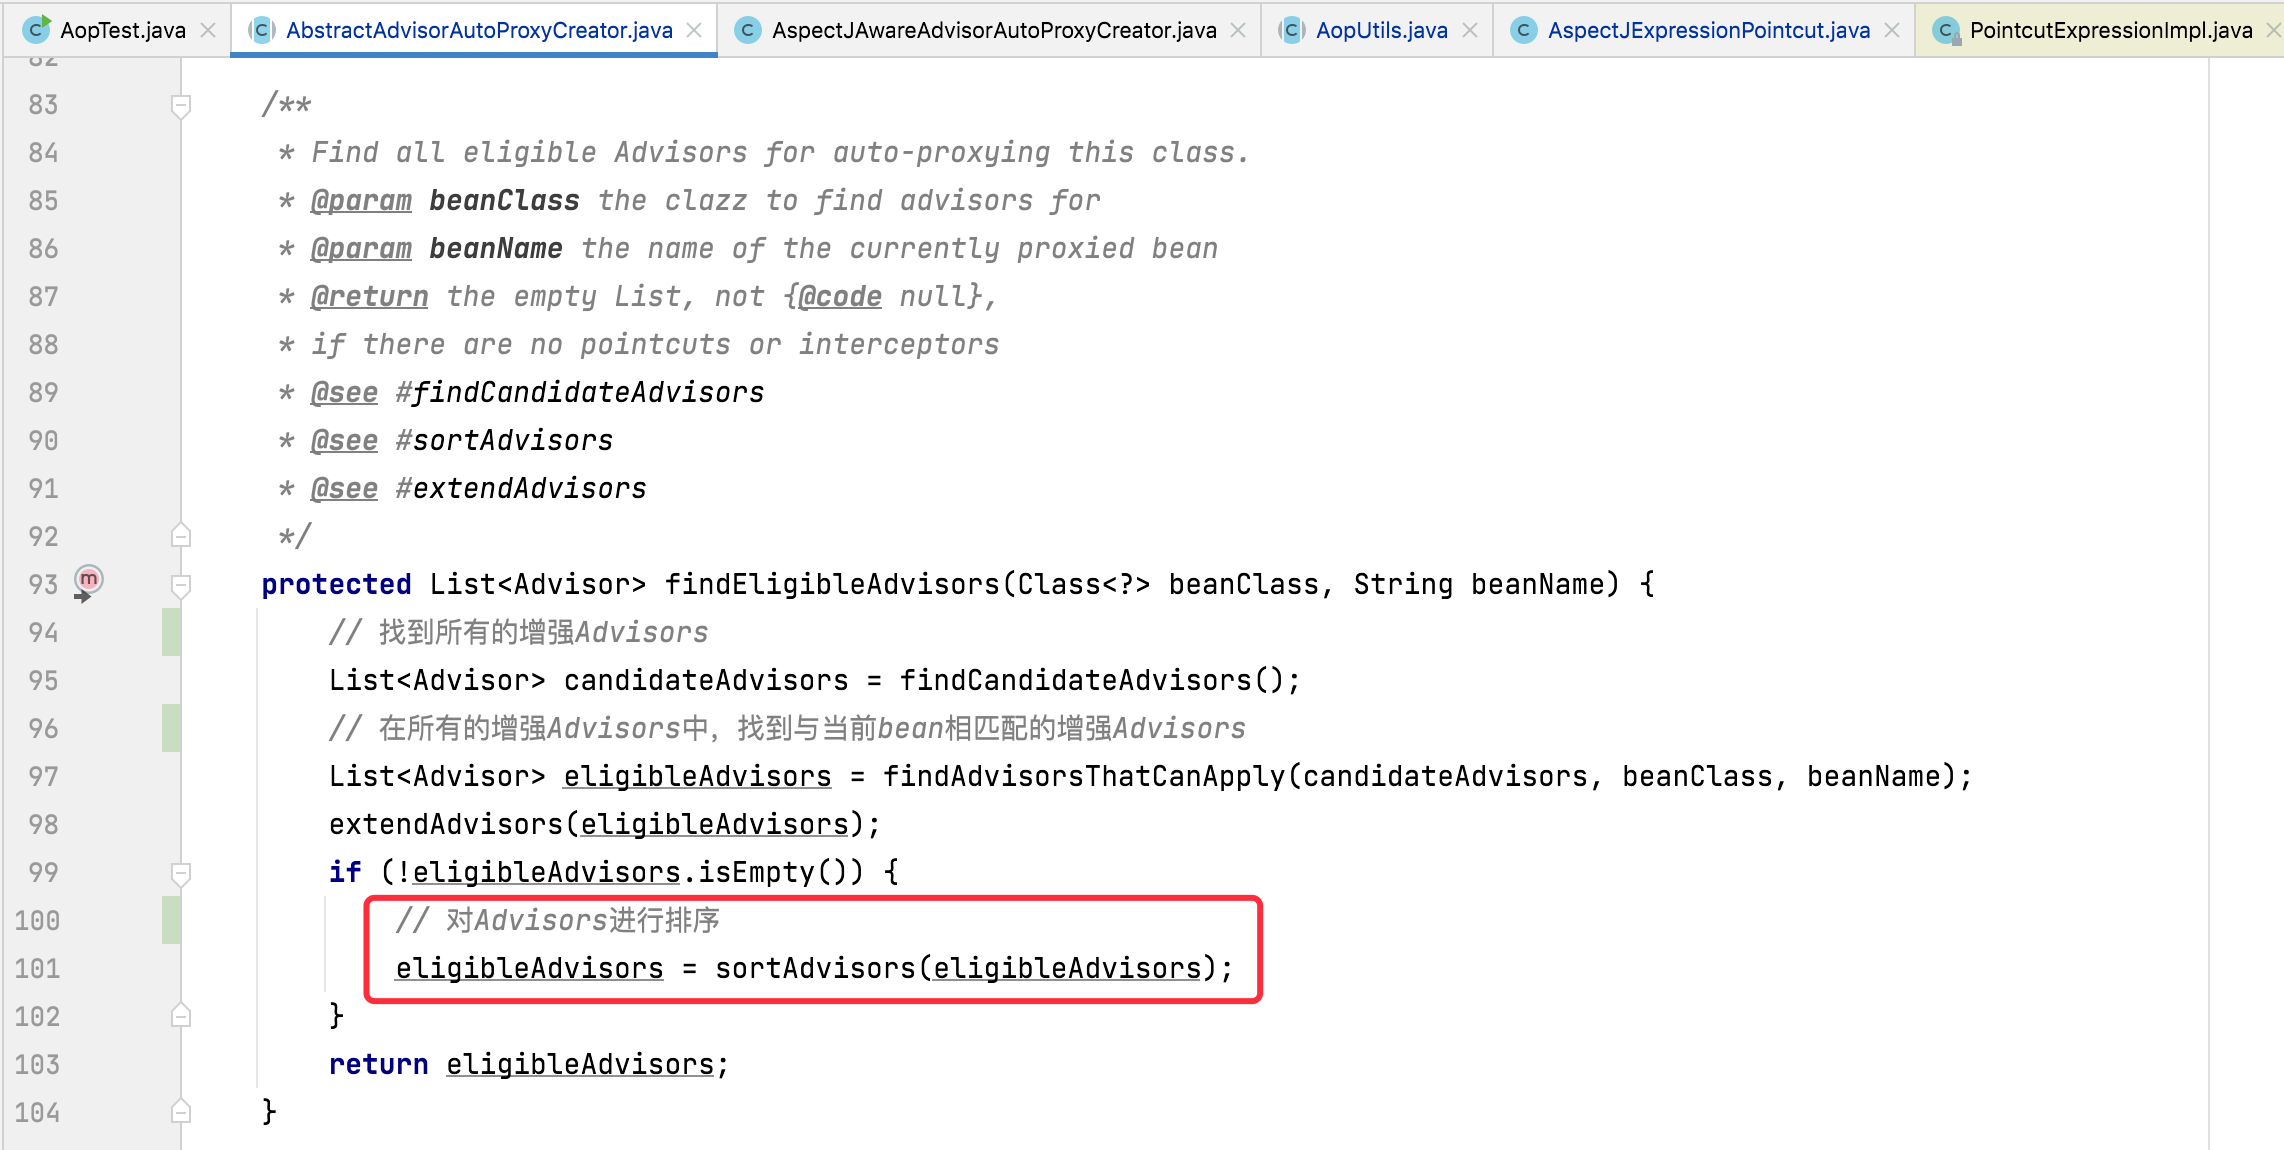 AopTest.java AbstractAdvisorAutoProxyCreator.java AspectJAwareAdvisorAutoProxyCreator.java AopUtils.java AspectJExpressionPointcut.java PointcutExpressionImpl.java
82
83 /**
84 * Find all eligible Advisors for auto-proxying this class.
85 * @param beanClass the clazz to find advisors for
86 * @param beanName the name of the currently proxied bean
87 * @return the empty List, not {@code null},
88 * if there are no pointcuts or interceptors
89 * @see #findCandidateAdvisors
90 * @see #sortAdvisors
91 * @see #extendAdvisors
92 */
93 protected List<Advisor> findEligibleAdvisors(Class<?> beanClass, String beanName) {
94 // 找到所有的增强Advisors
95 List<Advisor> candidateAdvisors = findCandidateAdvisors();
96 // 在所有的增强Advisors中，找到与当前bean相匹配的增强Advisors
97 List<Advisor> eligibleAdvisors = findAdvisorsThatCanApply(candidateAdvisors, beanClass, beanName);
98 extendAdvisors(eligibleAdvisors);
99 if (!eligibleAdvisors.isEmpty()) {
100 // 对Advisors进行排序
101 eligibleAdvisors = sortAdvisors(eligibleAdvisors);
102 }
103 return eligibleAdvisors;
104 }